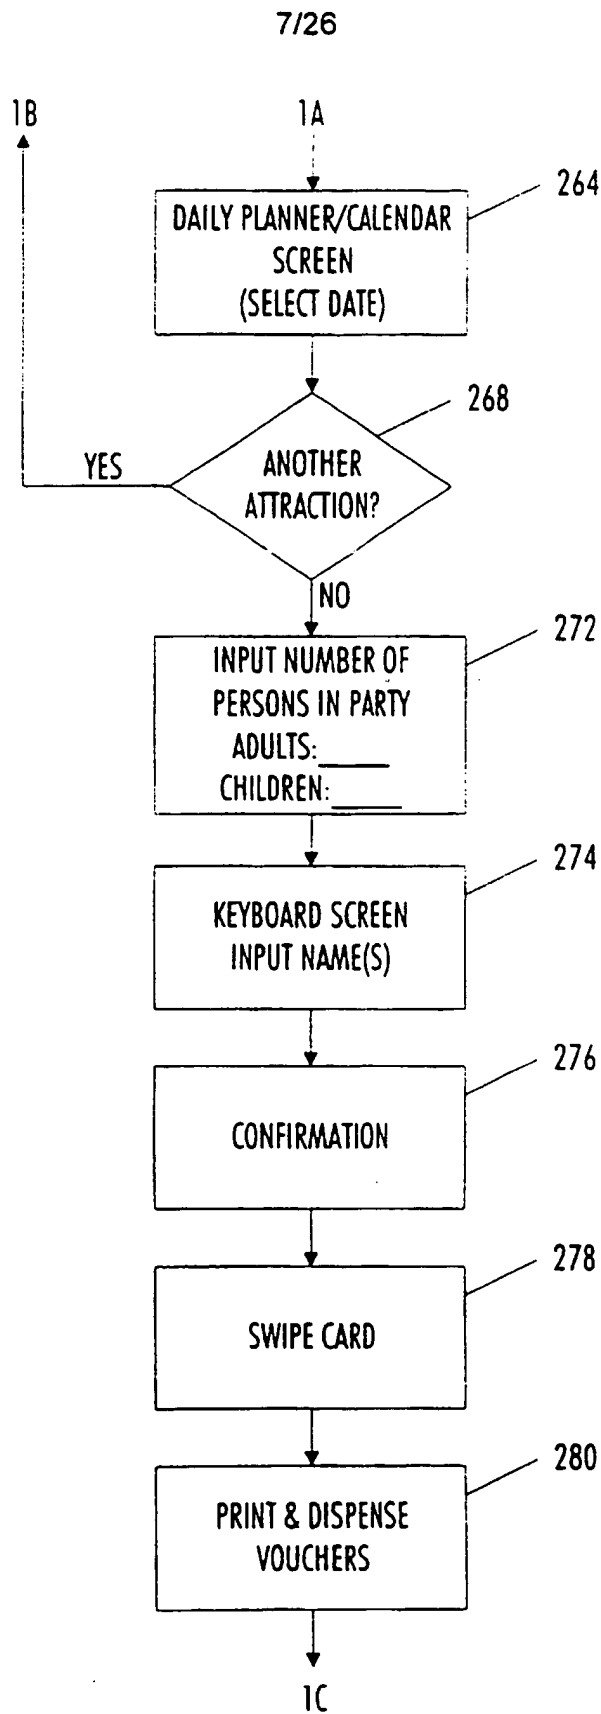 7/26
1B
1A
264
DAILY PLANNER/CALENDAR
SCREEN
(SELECT DATE)
268
YES
ANOTHER
ATTRACTION?
NO
272
INPUT NUMBER OF
PERSONS IN PARTY
ADULTS:_____
CHILDREN:_____
274
KEYBOARD SCREEN
INPUT NAME(S)
276
CONFIRMATION
278
SWIPE CARD
280
PRINT & DISPENSE
VOUCHERS
1C